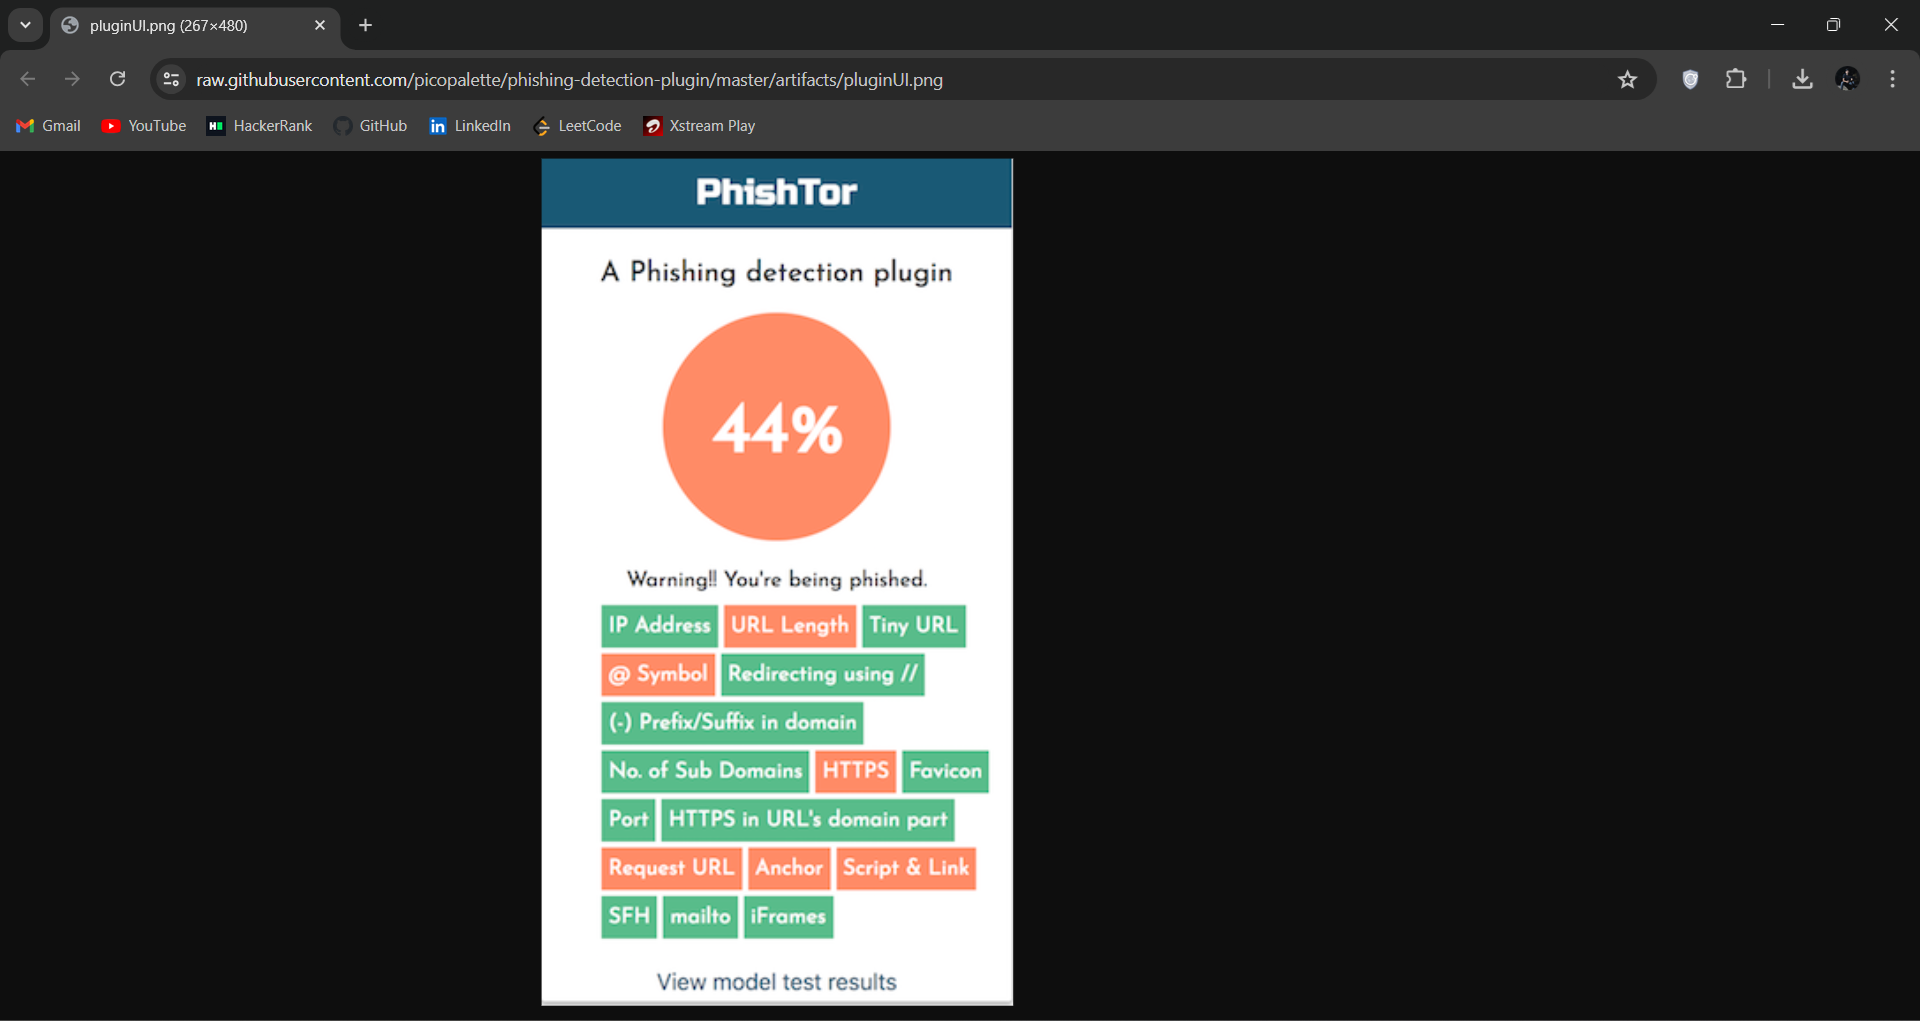 pluginUI.png (267×480)
raw.githubusercontent.com/picopalette/phishing-detection-plugin/master/artifacts/pluginUI.png
Gmail YouTube HackerRank GitHub LinkedIn LeetCode Xstream Play
PhishTor
A Phishing detection plugin
44%
Warning!! You're being phished.
IP Address URL Length Tiny URL
@ Symbol Redirecting using //
(-) Prefix/Suffix in domain
No. of Sub Domains HTTPS Favicon
Port HTTPS in URL's domain part
Request URL Anchor Script & Link
SFH mailto iFrames
View model test results